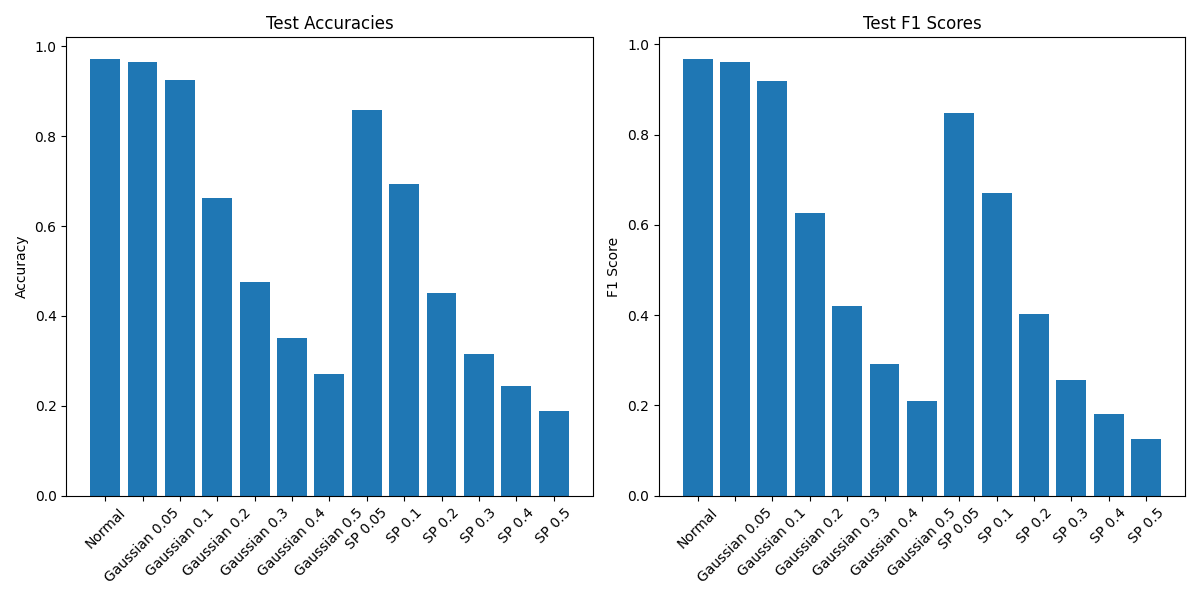 Test Accuracies
Accuracy
1.0
0.8
0.6
0.4
0.2
0.0
Normal
Gaussian 0.05
Gaussian 0.1
Gaussian 0.2
Gaussian 0.3
Gaussian 0.4
Gaussian 0.5
SP 0.05
SP 0.1
SP 0.2
SP 0.3
SP 0.4
SP 0.5
Test F1 Scores
F1 Score
1.0
0.8
0.6
0.4
0.2
0.0
Normal
Gaussian 0.05
Gaussian 0.1
Gaussian 0.2
Gaussian 0.3
Gaussian 0.4
Gaussian 0.5
SP 0.05
SP 0.1
SP 0.2
SP 0.3
SP 0.4
SP 0.5